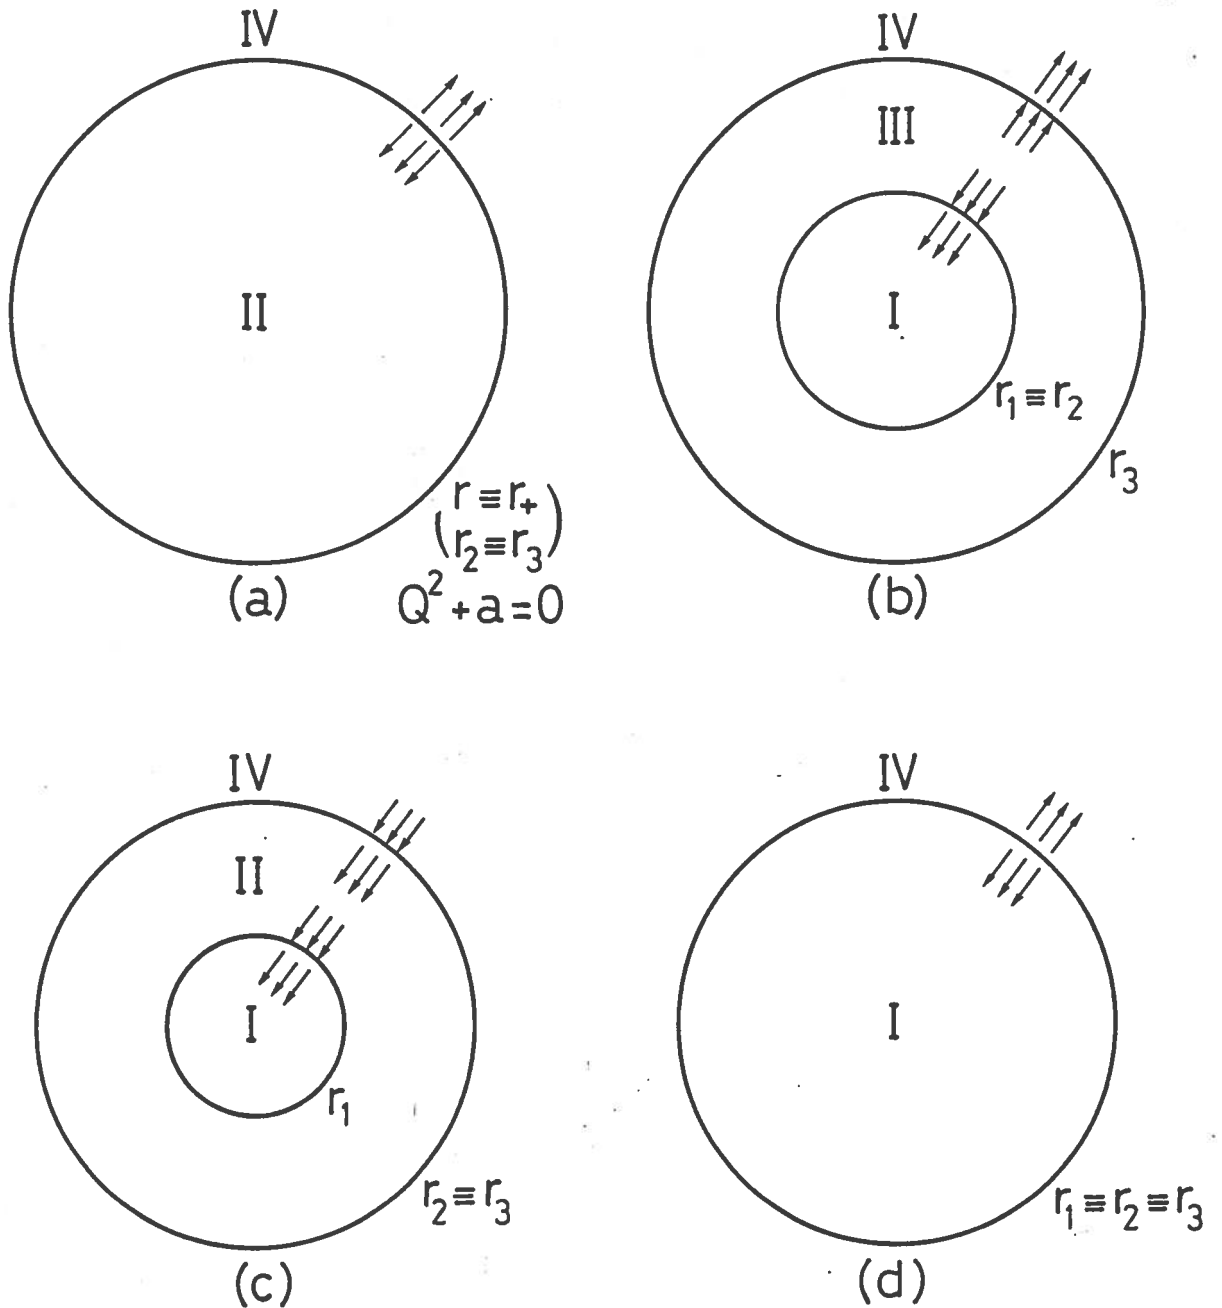 IV
II
r ≡ r₊
(r₂ ≡ r₃)
(a)
Q² + a = 0
IV
III
I
r₁ ≡ r₂
r₃
(b)
IV
II
I
r₁
r₂ ≡ r₃
(c)
IV
I
r₁ ≡ r₂ ≡ r₃
(d)